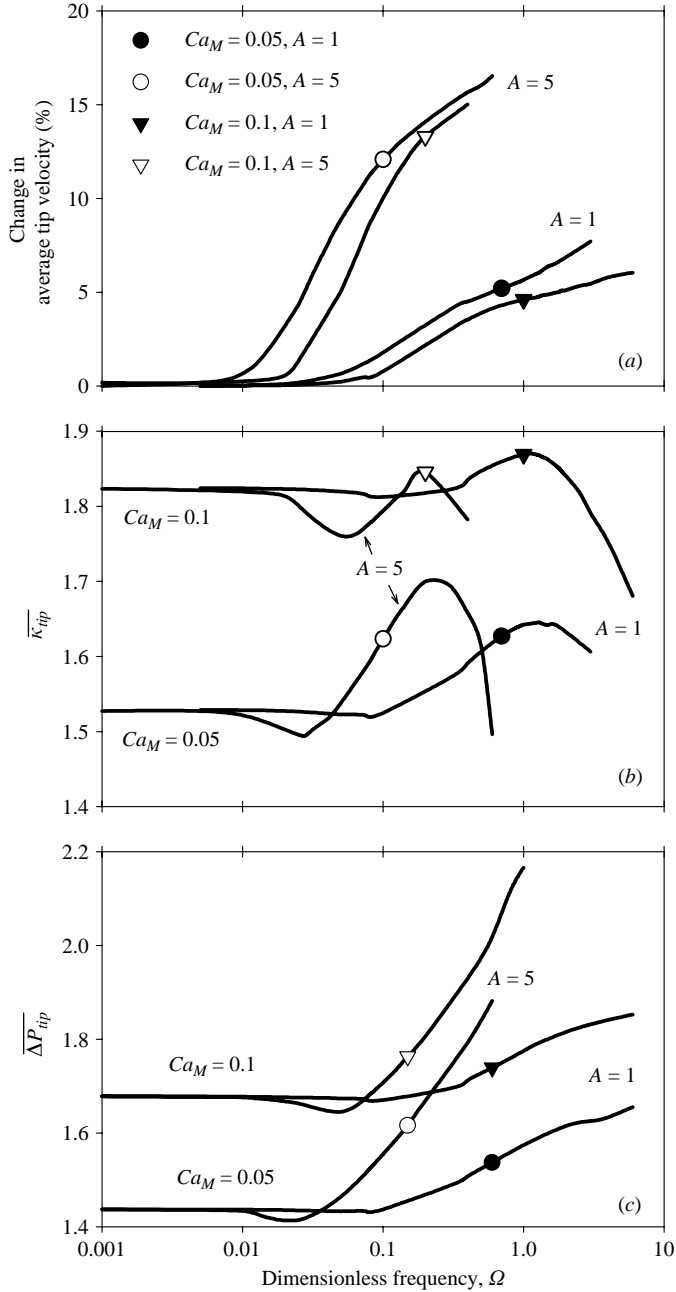 20
15
10
5
0
Change in
average tip velocity (%)
Ca_M = 0.05, A = 1
Ca_M = 0.05, A = 5
Ca_M = 0.1, A = 1
Ca_M = 0.1, A = 5
A = 5
A = 1
(a)
1.9
1.8
1.7
1.6
1.5
1.4
κ_tip
Ca_M = 0.1
A = 5
A = 1
Ca_M = 0.05
(b)
2.2
2.0
1.8
1.6
1.4
ΔP_tip
A = 5
Ca_M = 0.1
A = 1
Ca_M = 0.05
(c)
0.001
0.01
0.1
1.0
10
Dimensionless frequency, Ω